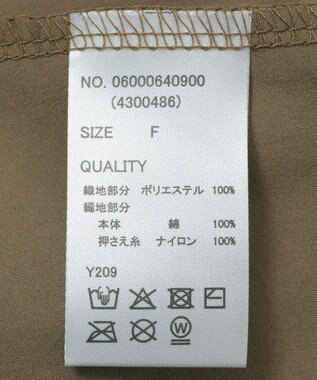 NO. 06000640900
(4300486)
SIZE F
QUALITY
織地部分 ポリエステル 100%
編地部分
本体 綿 100%
押さえ糸 ナイロン 100%
Y209
W